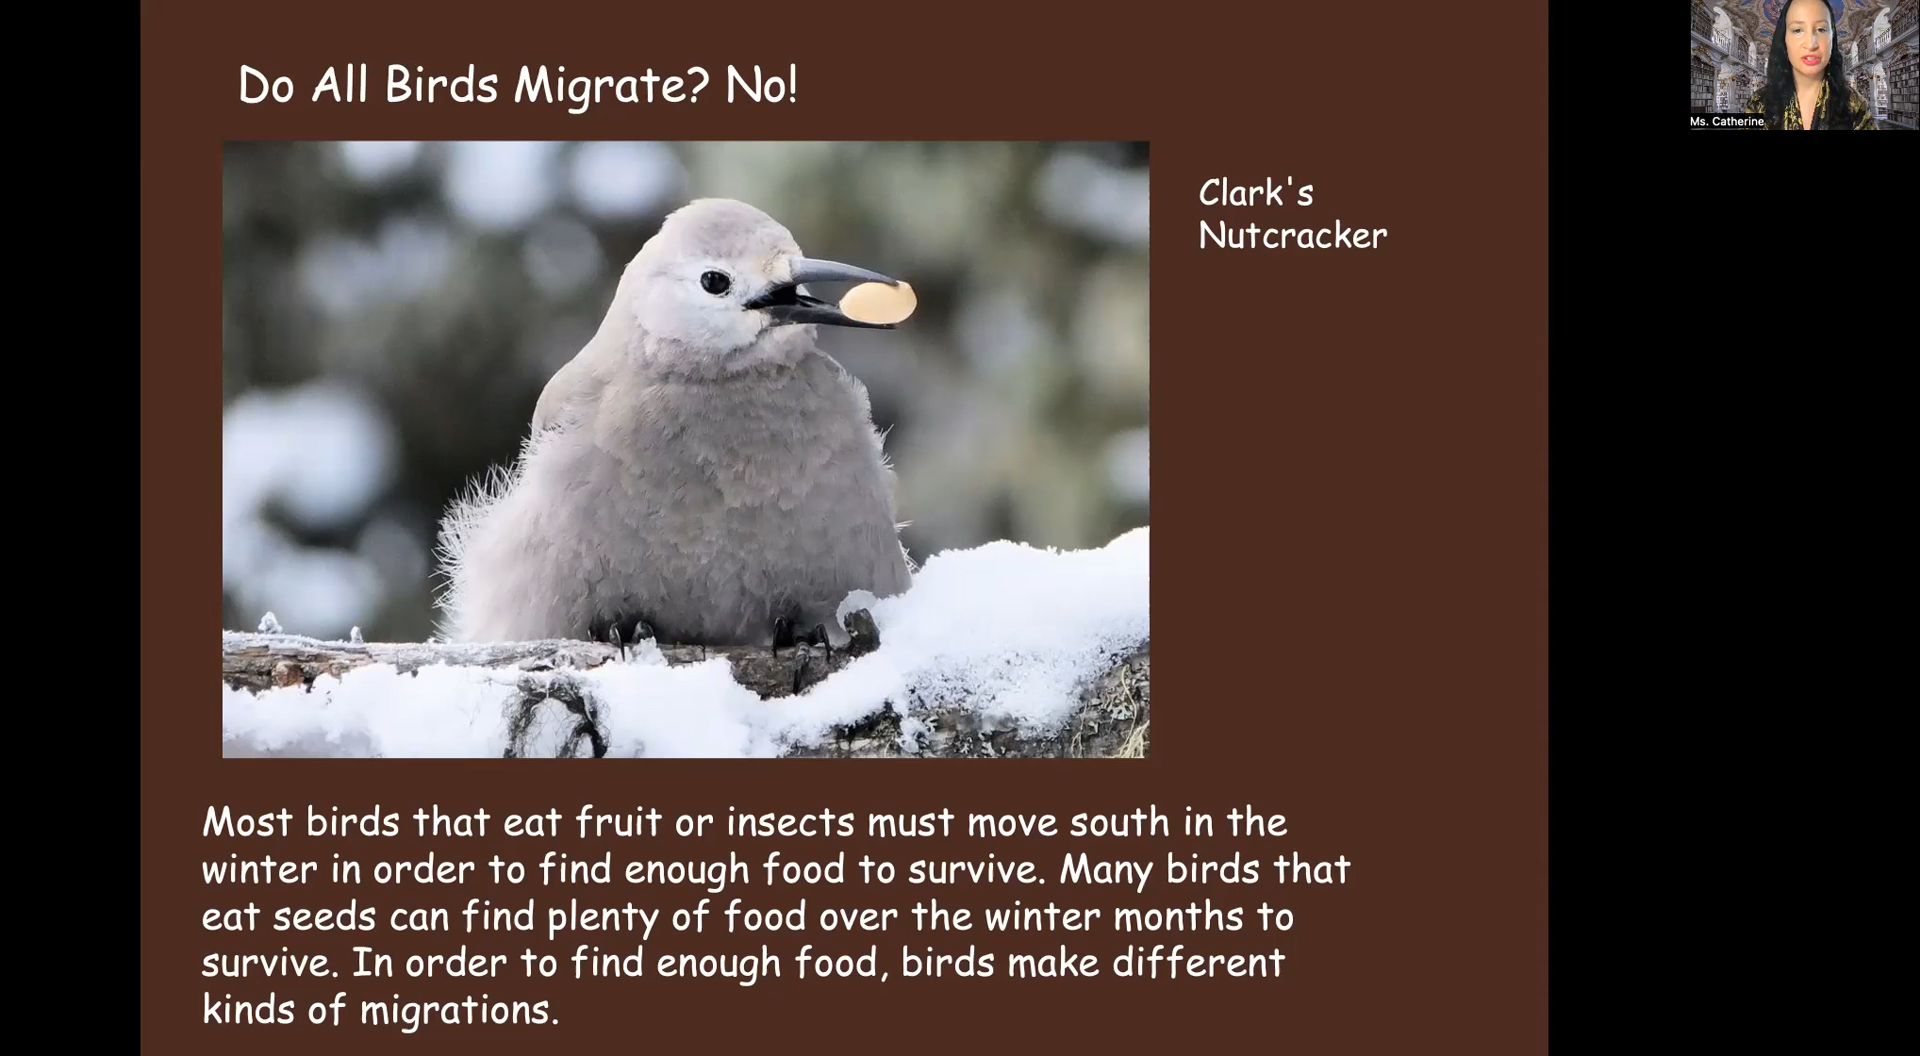 Do All Birds Migrate? No!
Ms. Catherine
Clark's
Nutcracker
Most birds that eat fruit or insects must move south in the
winter in order to find enough food to survive. Many birds that
eat seeds can find plenty of food over the winter months to
survive. In order to find enough food, birds make different
kinds of migrations.